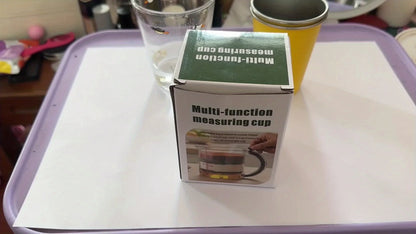 Multi-function
measuring cup
Multi-function
measuring cup